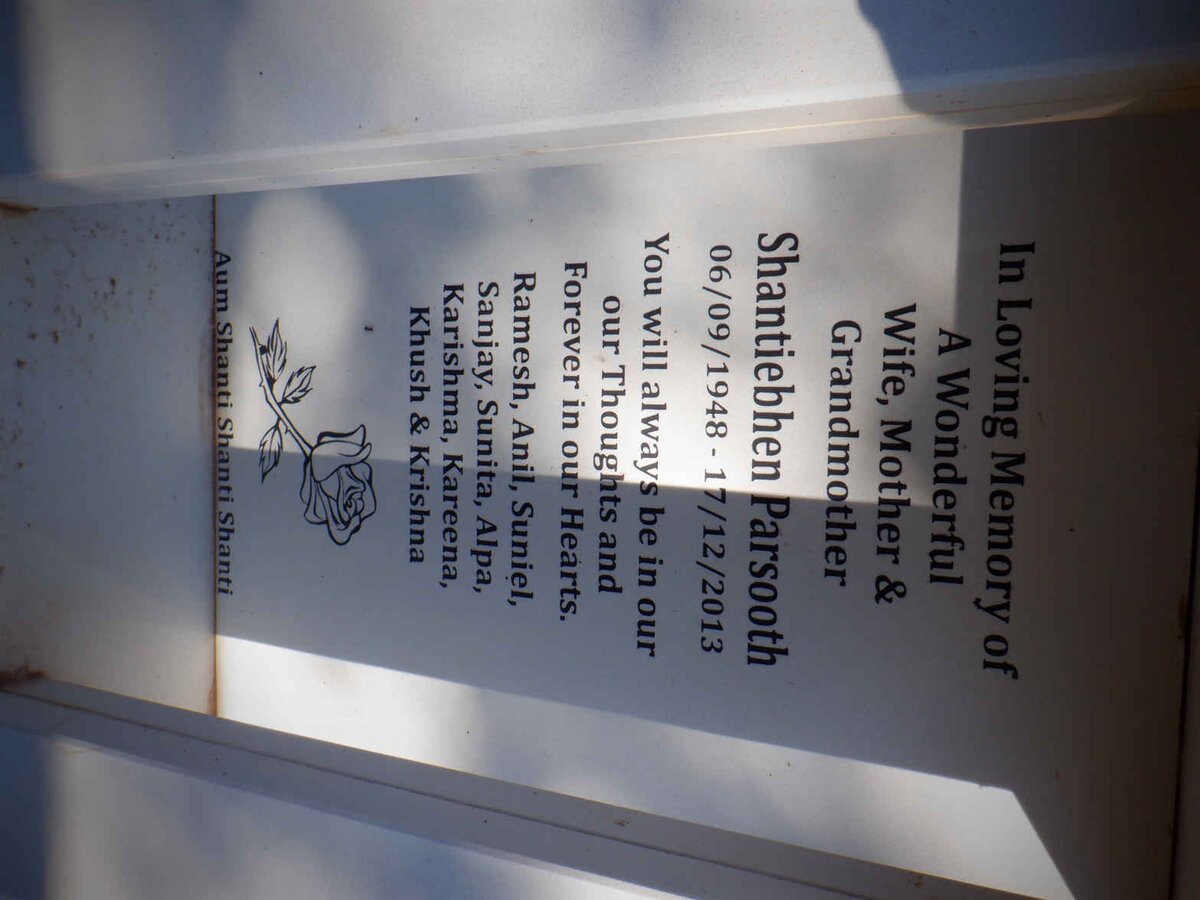 In Loving Memory of
A Wonderful
Wife, Mother &
Grandmother
Shantiebhen Parsooth
06/09/1948 - 17/12/2013
You will always be in our
our Thoughts and
Forever in our Hearts.
Ramesh, Anil, Suniel,
Sanjay, Sunita, Alpa,
Karishma, Kareena,
Khush & Krishna
Aum Shanti Shanti Shanti